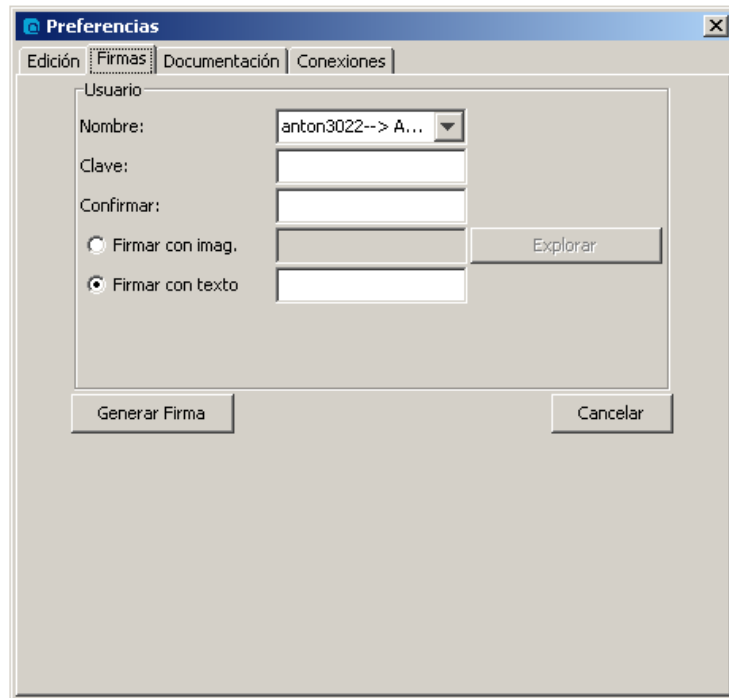 Preferencias
Edición Firmas Documentación Conexiones
Usuario
Nombre: anton3022--> A...
Clave:
Confirmar:
Firmar con imag. Explorar
Firmar con texto
Generar Firma Cancelar